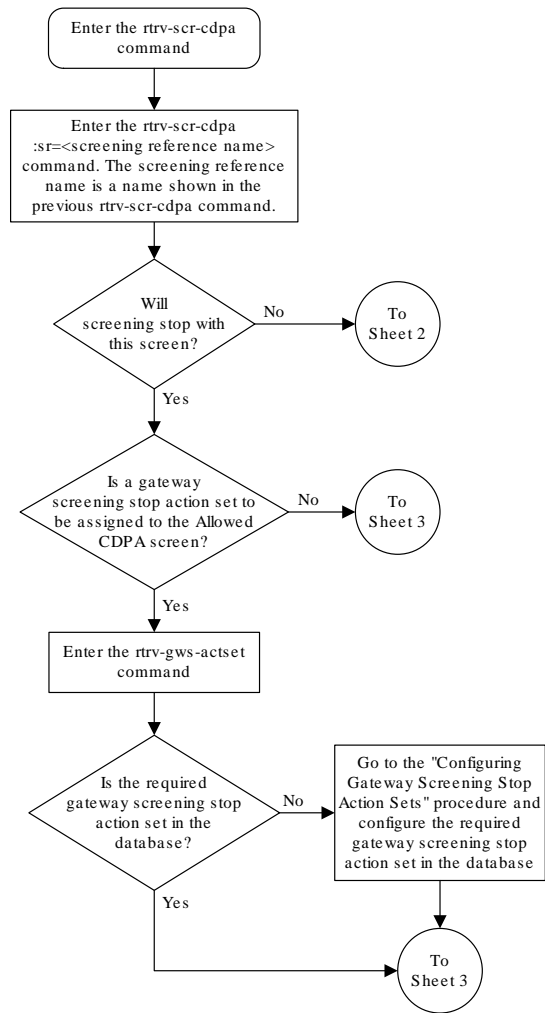 Enter the rtrv-scr-cdpa
command
Enter the rtrv-scr-cdpa
:sr=<screening reference name>
command. The screening reference
name is a name shown in the
previous rtrv-scr-cdpa command.
Will
screening stop with
this screen?
No
To
Sheet 2
Yes
Is a gateway
screening stop action set to
be assigned to the Allowed
CDPA screen?
No
To
Sheet 3
Yes
Enter the rtrv-gws-actset
command
Is the required
gateway screening stop
action set in the
database?
No
Go to the "Configuring
Gateway Screening Stop
Action Sets" procedure and
configure the required
gateway screening stop
action set in the database
Yes
To
Sheet 3